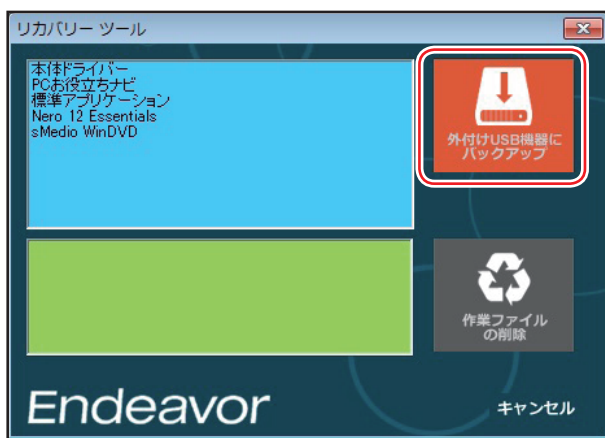 リカバリー ツール
本体ドライバー
PCお役立ちナビ
標準アプリケーション
Nero 12 Essentials
sMedio WinDVD
外付けUSB機器に
バックアップ
作業ファイル
の削除
Endeavor
キャンセル